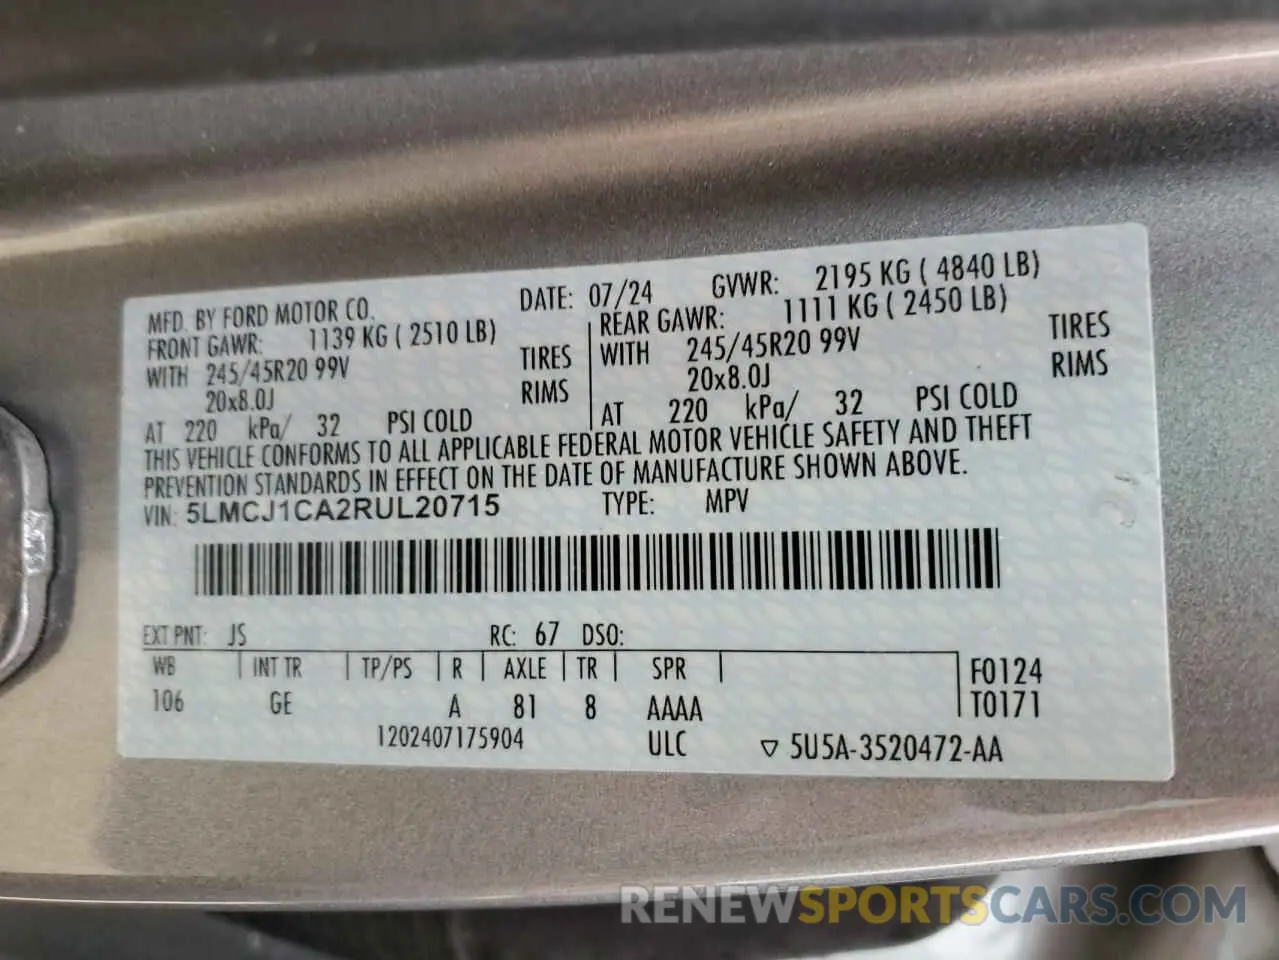 MFD. BY FORD MOTOR CO. DATE: 07/24 GVWR: 2195 KG ( 4840 LB)
FRONT GAWR: 1139 KG ( 2510 LB) REAR GAWR: 1111 KG ( 2450 LB)
WITH 245/45R20 99V TIRES WITH 245/45R20 99V TIRES
20x8.0J RIMS 20x8.0J RIMS
AT 220 kPa/ 32 PSI COLD AT 220 kPa/ 32 PSI COLD
THIS VEHICLE CONFORMS TO ALL APPLICABLE FEDERAL MOTOR VEHICLE SAFETY AND THEFT
PREVENTION STANDARDS IN EFFECT ON THE DATE OF MANUFACTURE SHOWN ABOVE.
VIN: 5LMCJ1CA2RUL20715 TYPE: MPV
EXT PNT: JS RC: 67 DSO:
WB INT TR TP/PS R AXLE TR SPR F0124
106 GE A 81 8 AAAA T0171
1202407175904 ULC ▽ 5U5A-3520472-AA
RENEWSPORTSCARS.COM